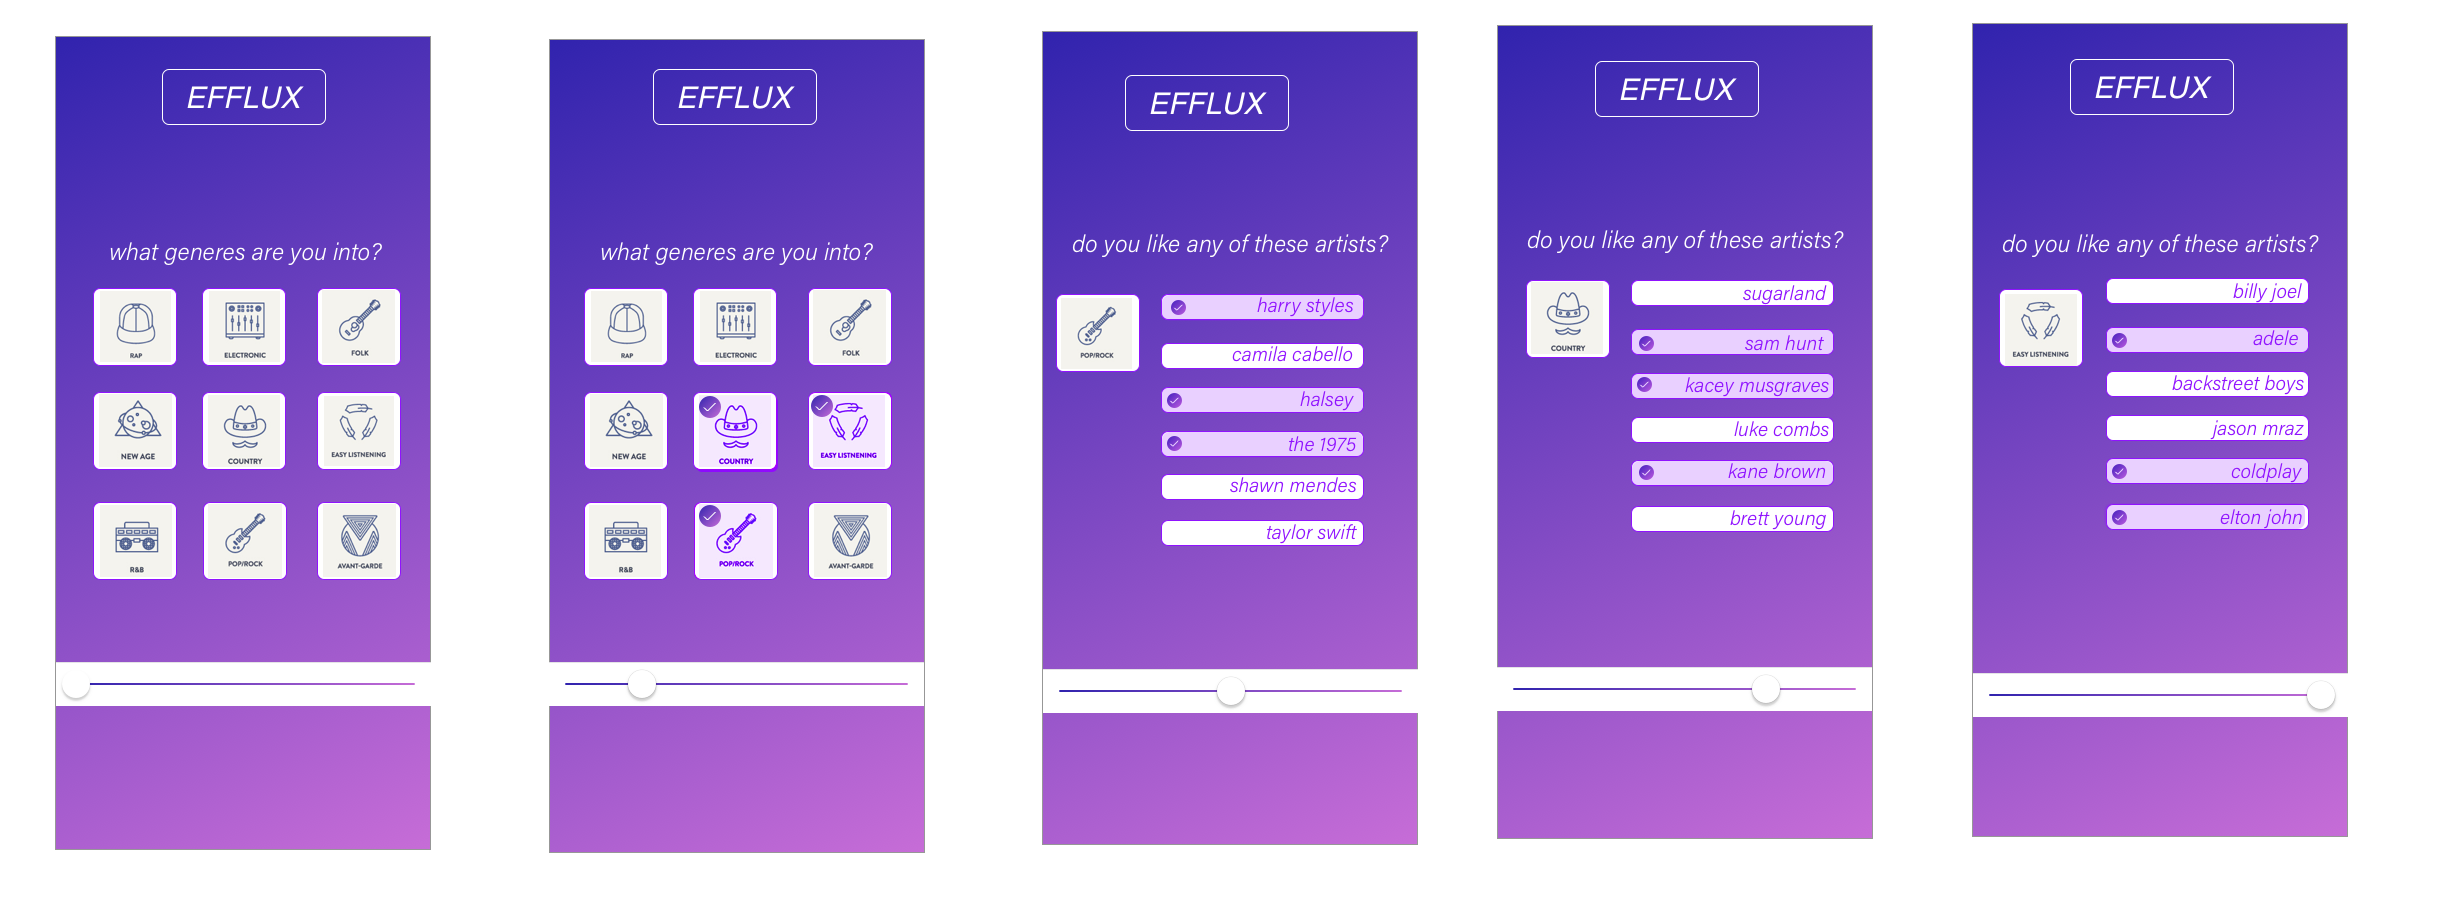 EFFLUX
what generes are you into?
RAP
ELECTRONIC
FOLK
NEW AGE
COUNTRY
EASY LISTNENING
R&B
POP/ROCK
AVANT-GARDE
EFFLUX
what generes are you into?
RAP
ELECTRONIC
FOLK
NEW AGE
COUNTRY
EASY LISTNENING
R&B
POP/ROCK
AVANT-GARDE
EFFLUX
do you like any of these artists?
POP/ROCK
harry styles
camila cabello
halsey
the 1975
shawn mendes
taylor swift
EFFLUX
do you like any of these artists?
COUNTRY
sugarland
sam hunt
kacey musgraves
luke combs
kane brown
brett young
EFFLUX
do you like any of these artists?
EASY LISTNENING
billy joel
adele
backstreet boys
jason mraz
coldplay
elton john